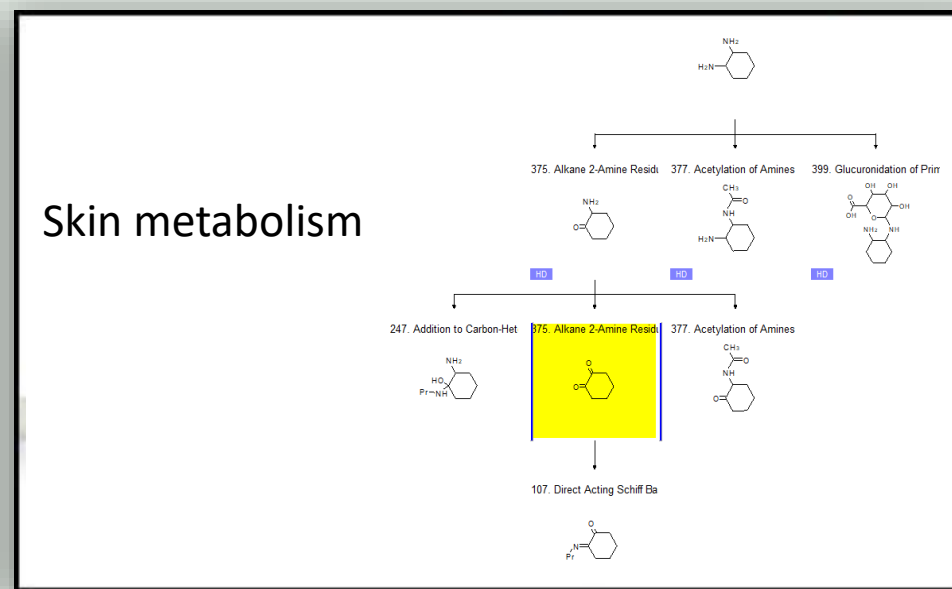 Skin metabolism
NH₂
H₂N
375. Alkane 2-Amine Residu
377. Acetylation of Amines
399. Glucuronidation of Prim
NH₂
O
CH₃
O
NH
H₂N
OH
OH
O
OH
OH
O
NH₂
NH
HD
HD
HD
247. Addition to Carbon-Het
375. Alkane 2-Amine Residu
377. Acetylation of Amines
NH₂
HO
Pr-NH
O
O
CH₃
O
NH
O
107. Direct Acting Schiff Ba
O
N
Pr